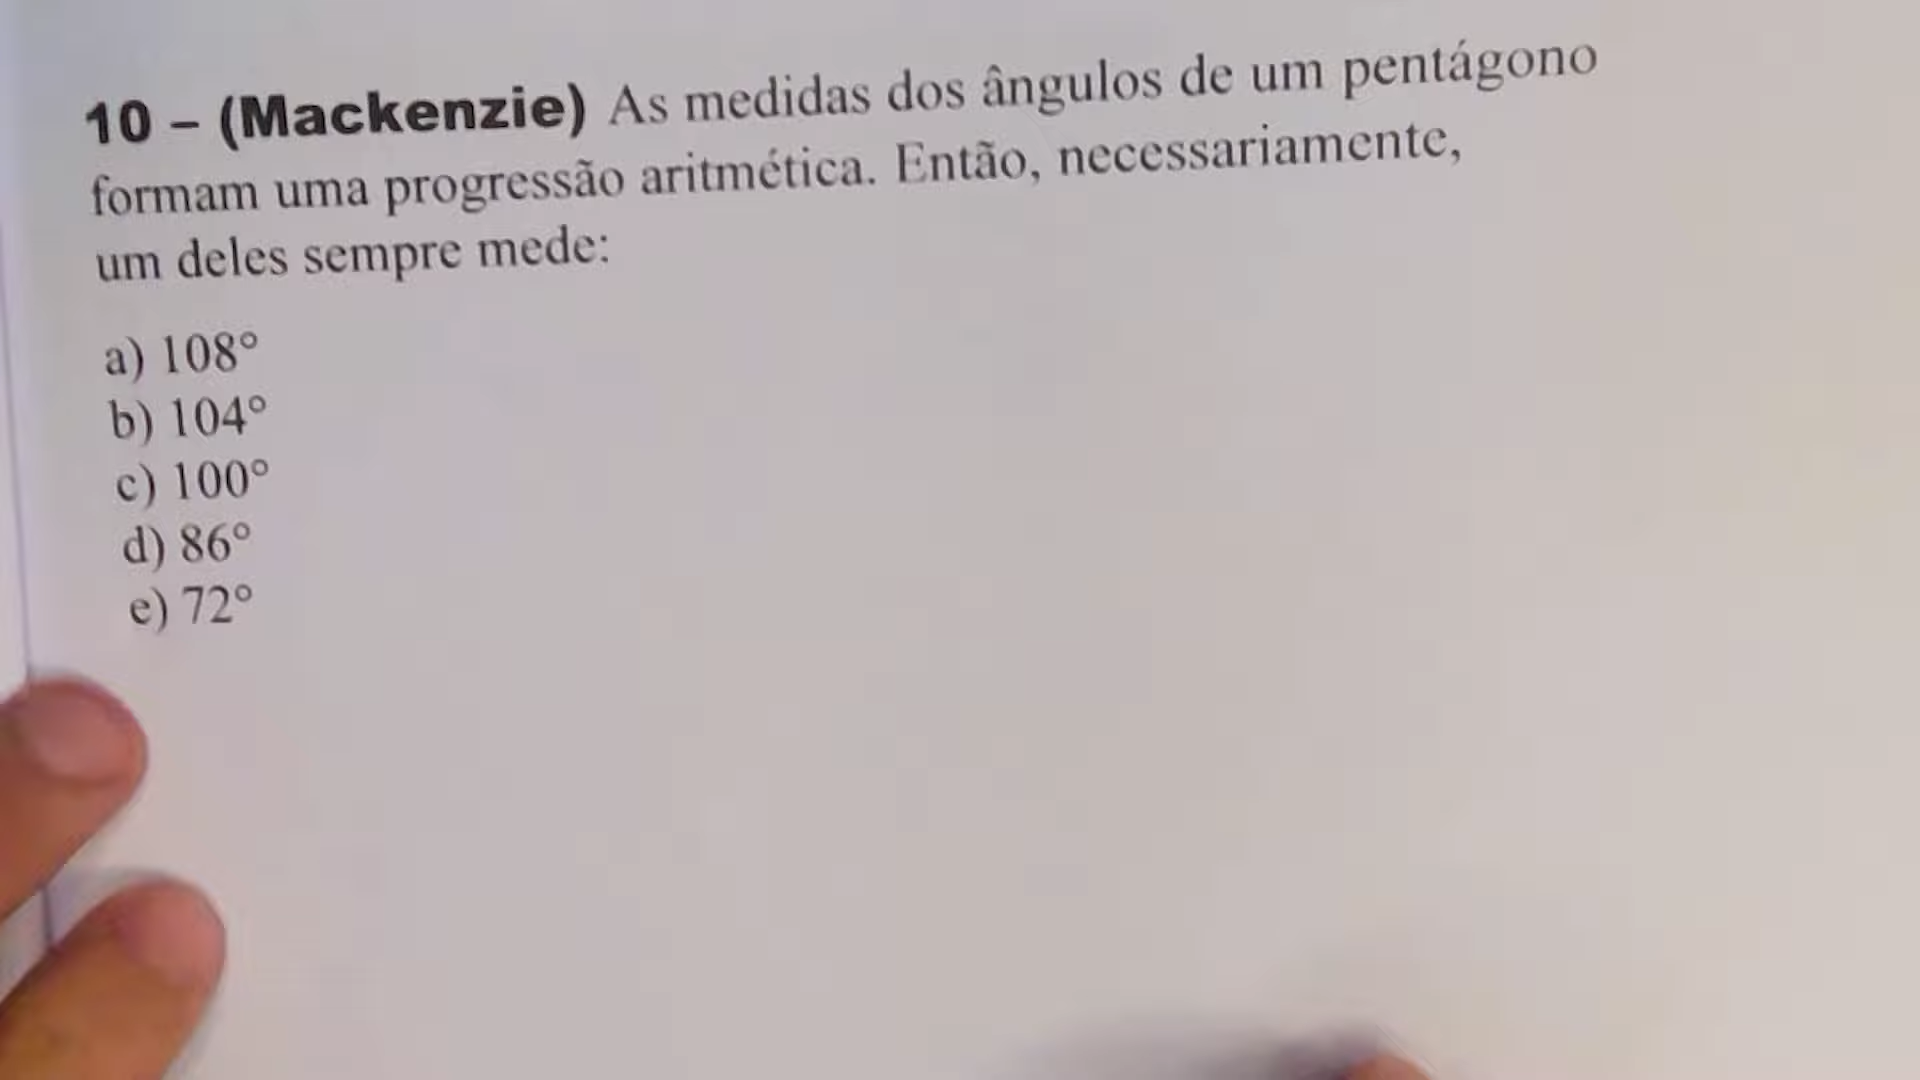 10 – (Mackenzie) As medidas dos ângulos de um pentágono
formam uma progressão aritmética. Então, necessariamente,
um deles sempre mede:
a) 108°
b) 104°
c) 100°
d) 86°
e) 72°